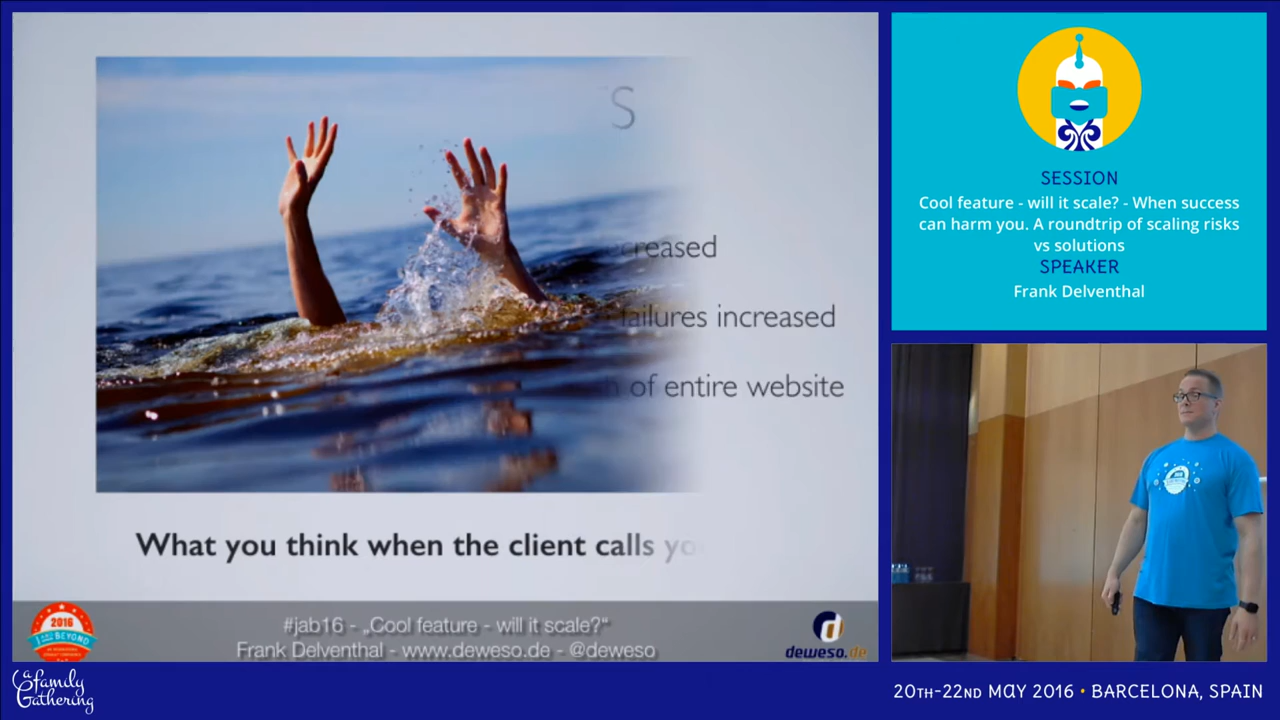 S
creased
failures increased
of entire website
What you think when the client calls
#jab16 - „Cool feature - will it scale?“
Frank Delventhal - www.deweso.de - @deweso
2016
BEYOND
deweso.de
SESSION
Cool feature - will it scale? - When success
can harm you. A roundtrip of scaling risks
vs solutions
SPEAKER
Frank Delventhal
a family
Gathering
20TH-22ND MAY 2016 • BARCELONA, SPAIN